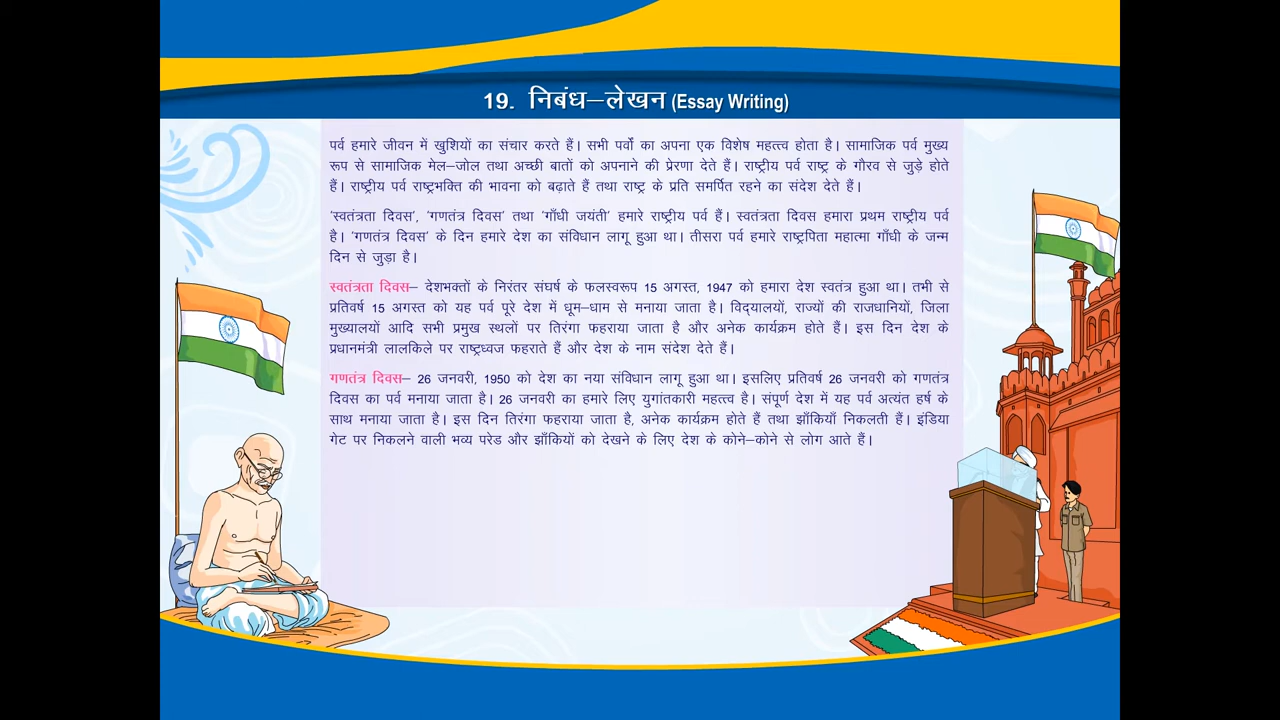 19. निबंध–लेखन (Essay Writing)
पर्व हमारे जीवन में खुशियों का संचार करते हैं। सभी पर्वों का अपना एक विशेष महत्त्व होता है। सामाजिक पर्व मुख्य
रूप से सामाजिक मेल–जोल तथा अच्छी बातों को अपनाने की प्रेरणा देते हैं। राष्ट्रीय पर्व राष्ट्र के गौरव से जुड़े होते
हैं। राष्ट्रीय पर्व राष्ट्रभक्ति की भावना को बढ़ाते हैं तथा राष्ट्र के प्रति समर्पित रहने का संदेश देते हैं।
‘स्वतंत्रता दिवस’, ‘गणतंत्र दिवस’ तथा ‘गाँधी जयंती’ हमारे राष्ट्रीय पर्व हैं। स्वतंत्रता दिवस हमारा प्रथम राष्ट्रीय पर्व
है। ‘गणतंत्र दिवस’ के दिन हमारे देश का संविधान लागू हुआ था। तीसरा पर्व हमारे राष्ट्रपिता महात्मा गाँधी के जन्म
दिन से जुड़ा है।
स्वतंत्रता दिवस– देशभक्तों के निरंतर संघर्ष के फलस्वरूप 15 अगस्त, 1947 को हमारा देश स्वतंत्र हुआ था। तभी से
प्रतिवर्ष 15 अगस्त को यह पर्व पूरे देश में धूम–धाम से मनाया जाता है। विद्‌यालयों, राज्यों की राजधानियों, जिला
मुख्यालयों आदि सभी प्रमुख स्थलों पर तिरंगा फहराया जाता है और अनेक कार्यक्रम होते हैं। इस दिन देश के
प्रधानमंत्री लालकिले पर राष्ट्रध्वज फहराते हैं और देश के नाम संदेश देते हैं।
गणतंत्र दिवस– 26 जनवरी, 1950 को देश का नया संविधान लागू हुआ था। इसलिए प्रतिवर्ष 26 जनवरी को गणतंत्र
दिवस का पर्व मनाया जाता है। 26 जनवरी का हमारे लिए युगांतकारी महत्त्व है। संपूर्ण देश में यह पर्व अत्यंत हर्ष के
साथ मनाया जाता है। इस दिन तिरंगा फहराया जाता है, अनेक कार्यक्रम होते हैं तथा झाँकियाँ निकलती हैं। इंडिया
गेट पर निकलने वाली भव्य परेड और झाँकियों को देखने के लिए देश के कोने–कोने से लोग आते हैं।